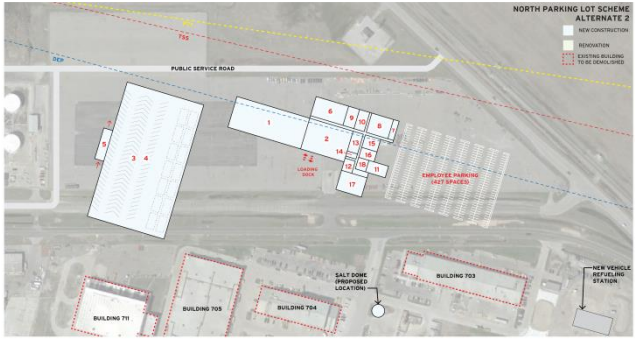 NORTH PARKING LOT SCHEME
ALTERNATE 2
NEW CONSTRUCTION
RENOVATION
EXISTING BUILDING
TO BE DEMOLISHED
TSS
DEP
PUBLIC SERVICE ROAD
5
3 4
1
2
6
9
10
8
7
13
14
15
16
12
18
11
17
LOADING
DOCK
EMPLOYEE PARKING
(427 SPACES)
BUILDING 711
BUILDING 705
BUILDING 704
SALT DOME
(PROPOSED
LOCATION)
BUILDING 703
NEW VEHICLE
REFUELING
STATION